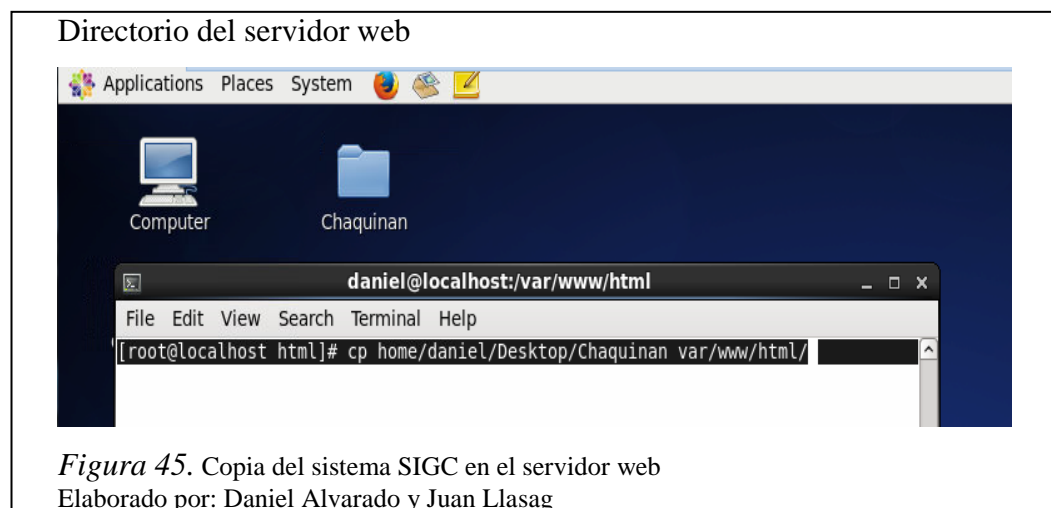 Directorio del servidor web
Applications Places System
Computer
Chaquinan
daniel@localhost:/var/www/html
File Edit View Search Terminal Help
[root@localhost html]# cp home/daniel/Desktop/Chaquinan var/www/html/
Figura 45. Copia del sistema SIGC en el servidor web
Elaborado por: Daniel Alvarado y Juan Llasag